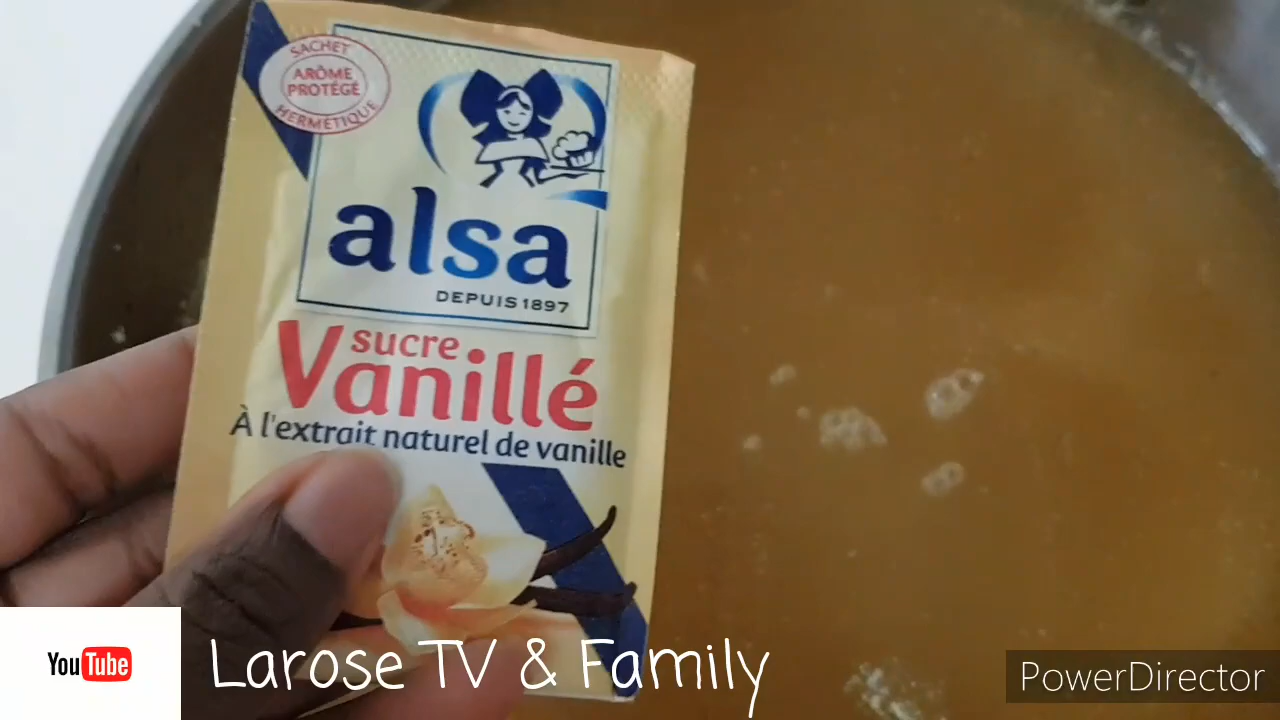 SACHET
ARÔME
PROTÉGÉ
HERMÉTIQUE
alsa
DEPUIS 1897
sucre
Vanillé
À l'extrait naturel de vanille
YouTube
Larose TV & Family
PowerDirector